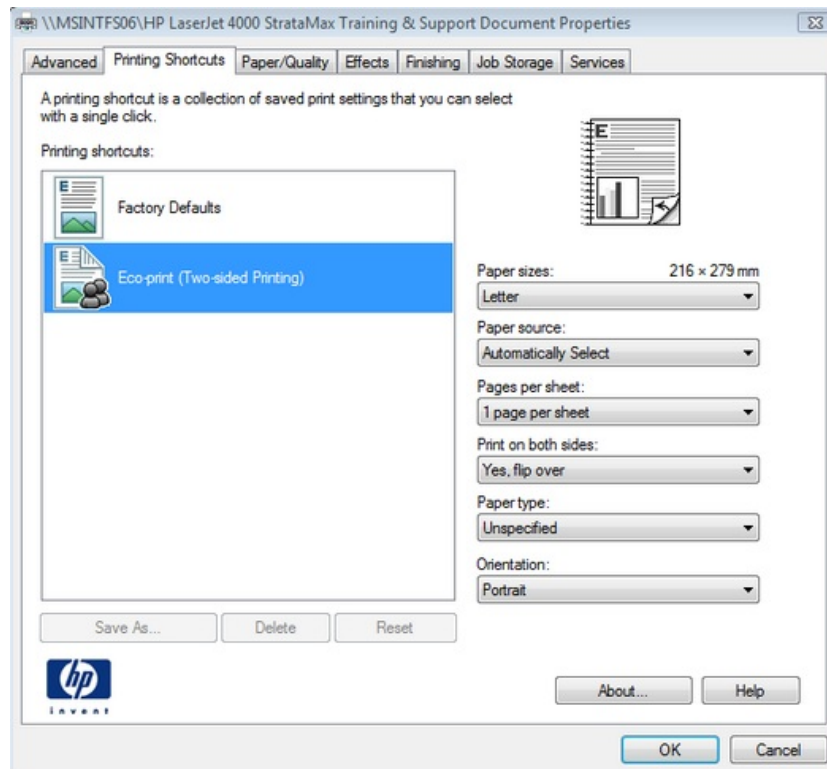 \\MSINTFS06\HP LaserJet 4000 StrataMax Training & Support Document Properties
Advanced Printing Shortcuts Paper/Quality Effects Finishing Job Storage Services
A printing shortcut is a collection of saved print settings that you can select
with a single click.
Printing shortcuts:
E
Factory Defaults
E
Eco-print (Two-sided Printing)
E
Paper sizes: 216 × 279 mm
Letter
Paper source:
Automatically Select
Pages per sheet:
1 page per sheet
Print on both sides:
Yes, flip over
Paper type:
Unspecified
Orientation:
Portrait
Save As... Delete Reset
hp
invent
About... Help
OK Cancel